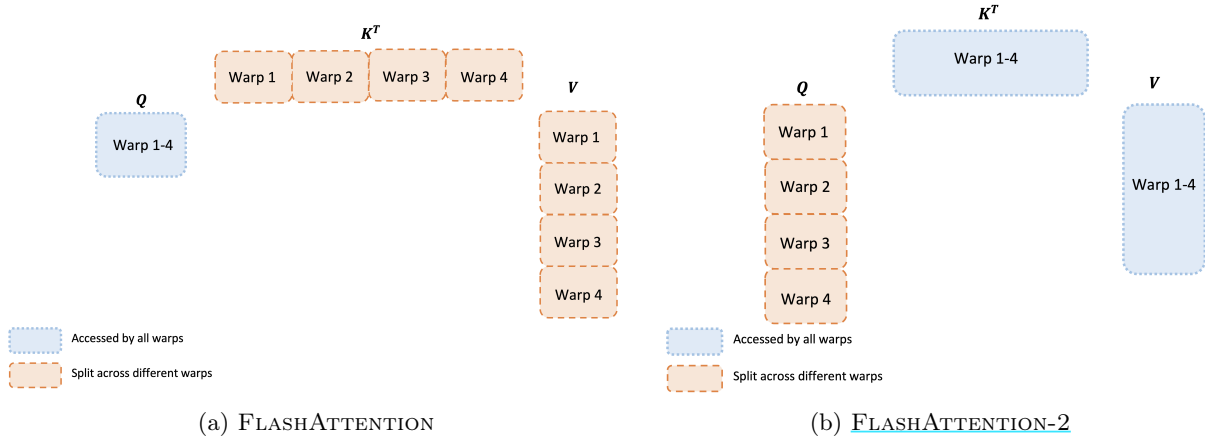 K^T
Warp 1 Warp 2 Warp 3 Warp 4
Q
Warp 1-4
V
Warp 1
Warp 2
Warp 3
Warp 4
Accessed by all warps
Split across different warps
(a) FLASHATTENTION
K^T
Warp 1-4
Q
Warp 1
Warp 2
Warp 3
Warp 4
V
Warp 1-4
Accessed by all warps
Split across different warps
(b) FLASHATTENTION-2